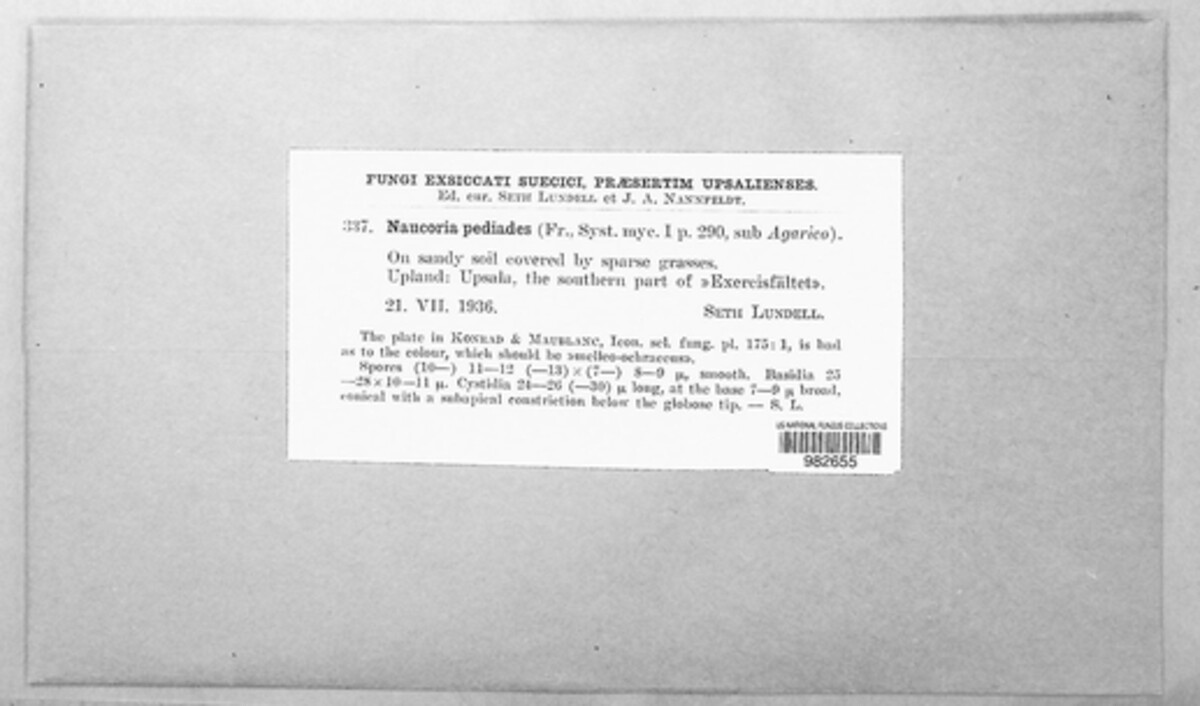 FUNGI EXSICCATI SUECICI, PRÆSERTIM UPSALIENSES.
Ed. cur. SETH LUNDELL et J. A. NANNFELDT.
337. Naucoria pediades (Fr., Syst. myc. I p. 290, sub Agarico).
On sandy soil covered by sparse grasses.
Upland: Upsala, the southern part of »Exercisfältet».
21. VII. 1936. SETH LUNDELL.
The plate in KONRAD & MAUBLANC, Icon. sel. fung. pl. 175: 1, is bad
as to the colour, which should be »melleo-ochraceus».
Spores (10—) 11—12 (—13) × (7—) 8—9 µ, smooth. Basidia 25
—28 × 10—11 µ. Cystidia 24—26 (—30) µ long, at the base 7—9 µ broad,
conical with a subapical constriction below the globose tip. — S. L.
US NATIONAL FUNGUS COLLECTIONS
982655